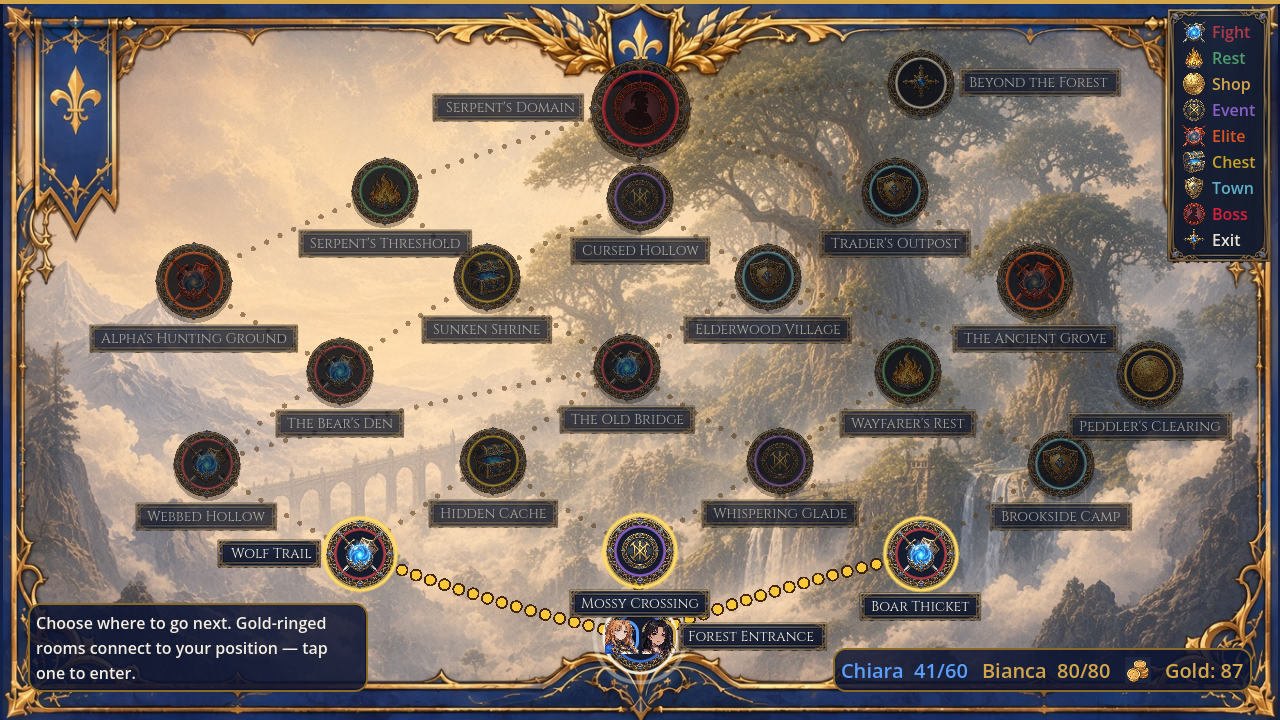 Fight
Rest
Shop
Event
Elite
Chest
Town
Boss
Exit
BEYOND THE FOREST
SERPENT'S DOMAIN
SERPENT'S THRESHOLD
CURSED HOLLOW
TRADER'S OUTPOST
ALPHA'S HUNTING GROUND
SUNKEN SHRINE
ELDERWOOD VILLAGE
THE ANCIENT GROVE
THE BEAR'S DEN
THE OLD BRIDGE
WAYFARER'S REST
PEDDLER'S CLEARING
WEBBED HOLLOW
HIDDEN CACHE
WHISPERING GLADE
BROOKSIDE CAMP
WOLF TRAIL
MOSSY CROSSING
BOAR THICKET
FOREST ENTRANCE
Choose where to go next. Gold-ringed
rooms connect to your position — tap
one to enter.
Chiara 41/60 Bianca 80/80 Gold: 87